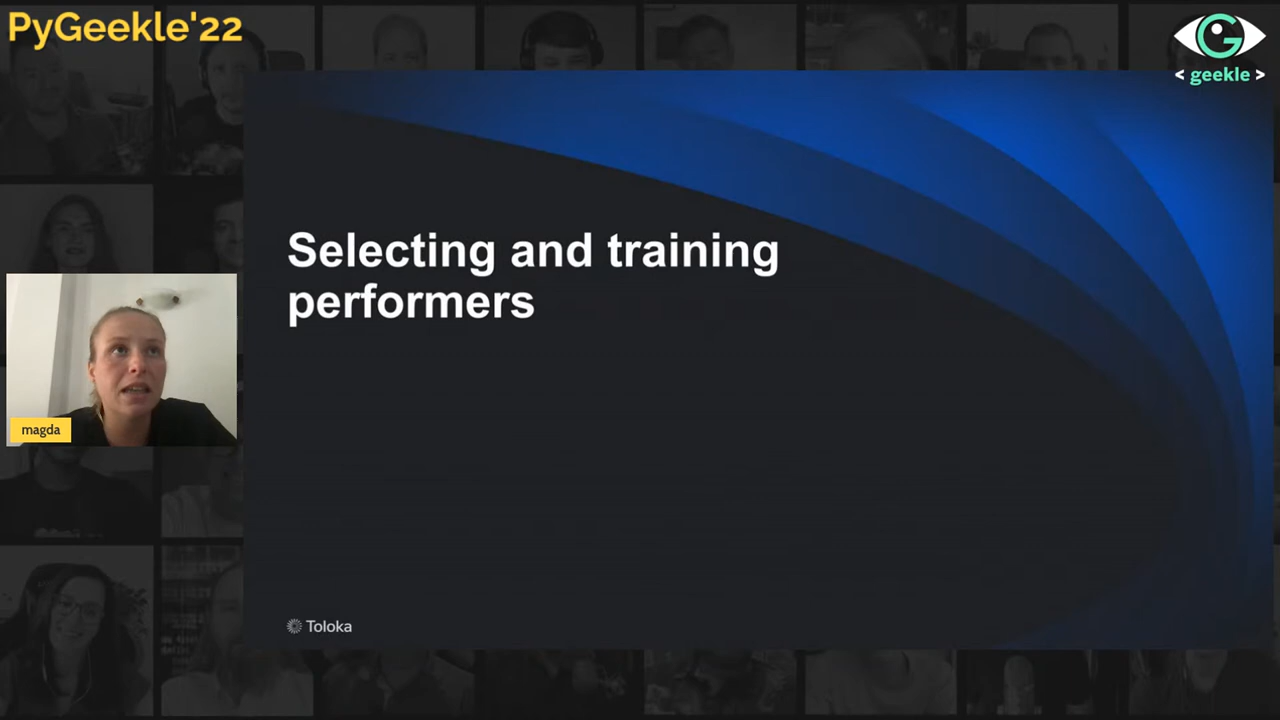 PyGeekle'22
< geekle >
Selecting and training
performers
magda
Toloka